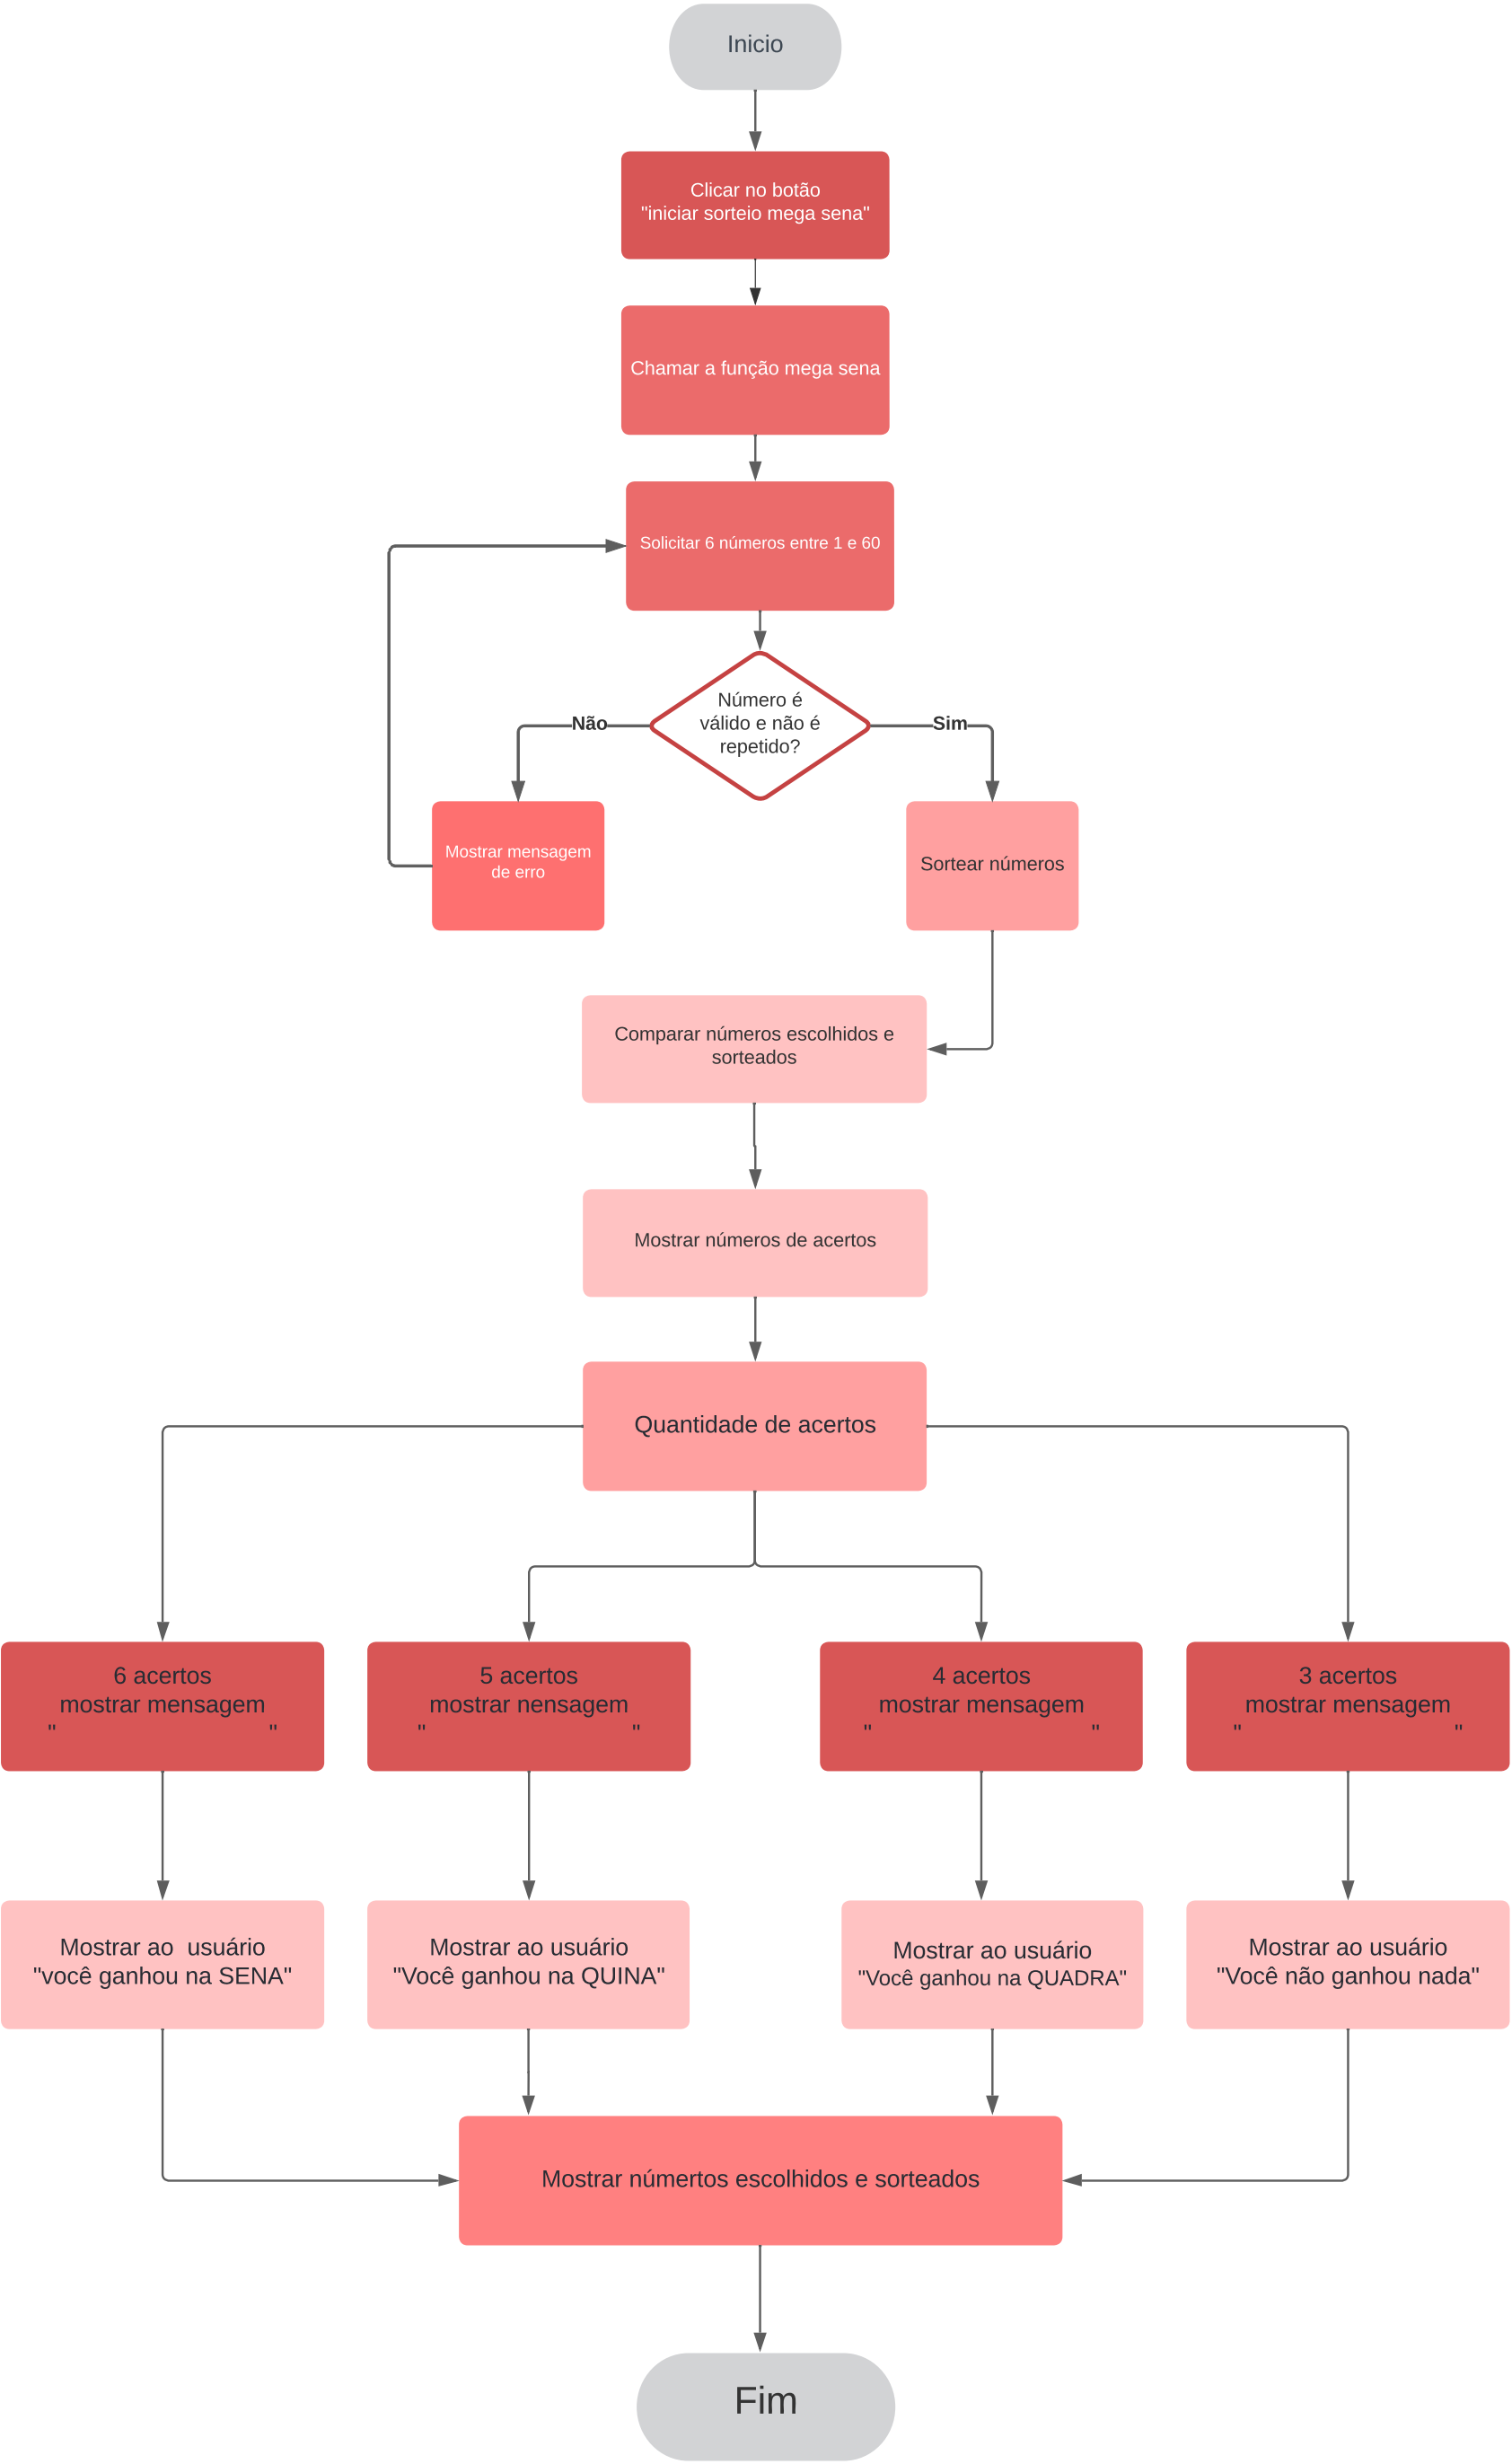 Inicio
Clicar no botão
"iniciar sorteio mega sena"
Chamar a função mega sena
Solicitar 6 números entre 1 e 60
Número é
válido e não é
repetido?
Não
Sim
Mostrar mensagem
de erro
Sortear números
Comparar números escolhidos e
sorteados
Mostrar números de acertos
Quantidade de acertos
6 acertos
mostrar mensagem
" "
5 acertos
mostrar nensagem
" "
4 acertos
mostrar mensagem
" "
3 acertos
mostrar mensagem
" "
Mostrar ao  usuário
"você ganhou na SENA"
Mostrar ao usuário
"Você ganhou na QUINA"
Mostrar ao usuário
"Você ganhou na QUADRA"
Mostrar ao usuário
"Você não ganhou nada"
Mostrar númertos escolhidos e sorteados
Fim